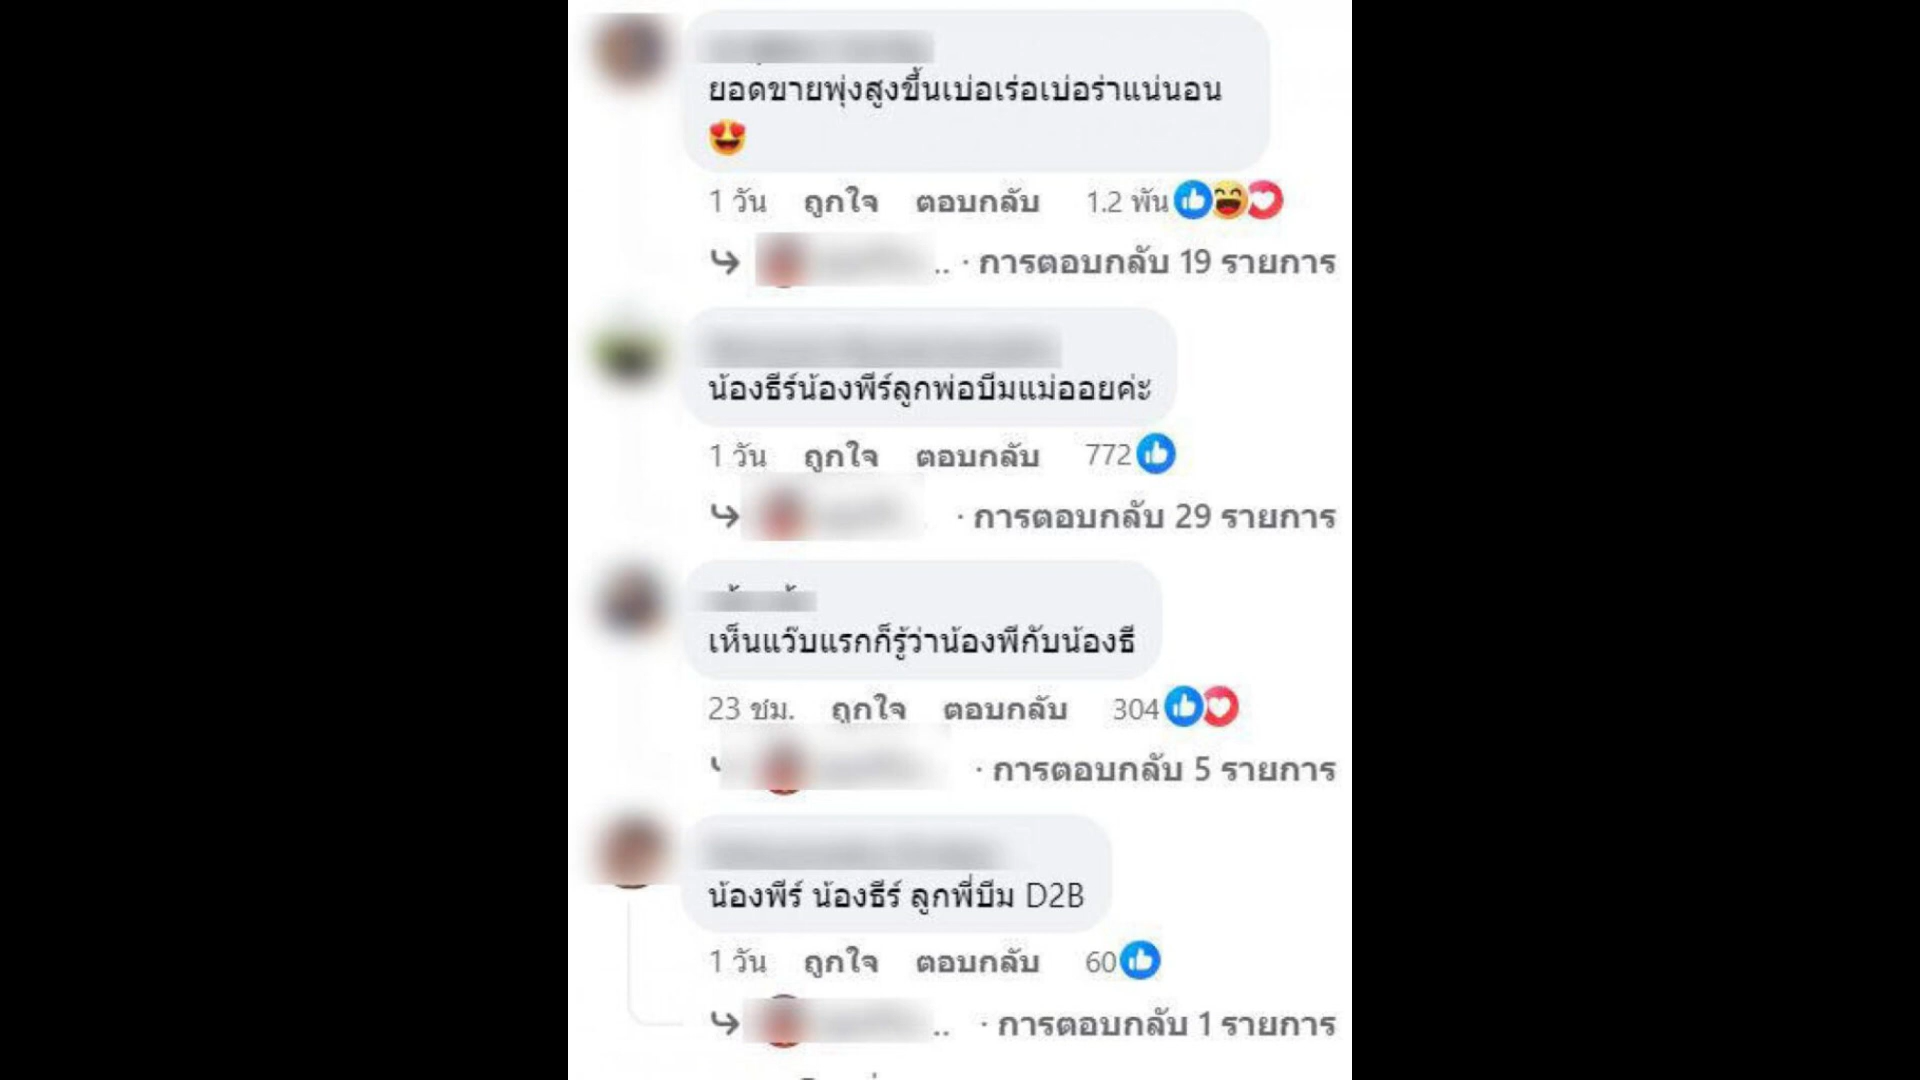 ยอดขายพุ่งสูงขึ้นเบ่อเร่อเบ่อร่าแน่นอน
😍
1 วัน ถูกใจ ตอบกลับ 1.2 พัน
.. · การตอบกลับ 19 รายการ
น้องธีร์น้องพีร์ลูกพ่อบีมแม่ออยค่ะ
1 วัน ถูกใจ ตอบกลับ 772
· การตอบกลับ 29 รายการ
เห็นแว๊บแรกก็รู้ว่าน้องพีกับน้องธี
23 ชม. ถูกใจ ตอบกลับ 304
· การตอบกลับ 5 รายการ
น้องพีร์ น้องธีร์ ลูกพี่บีม D2B
1 วัน ถูกใจ ตอบกลับ 60
.. · การตอบกลับ 1 รายการ